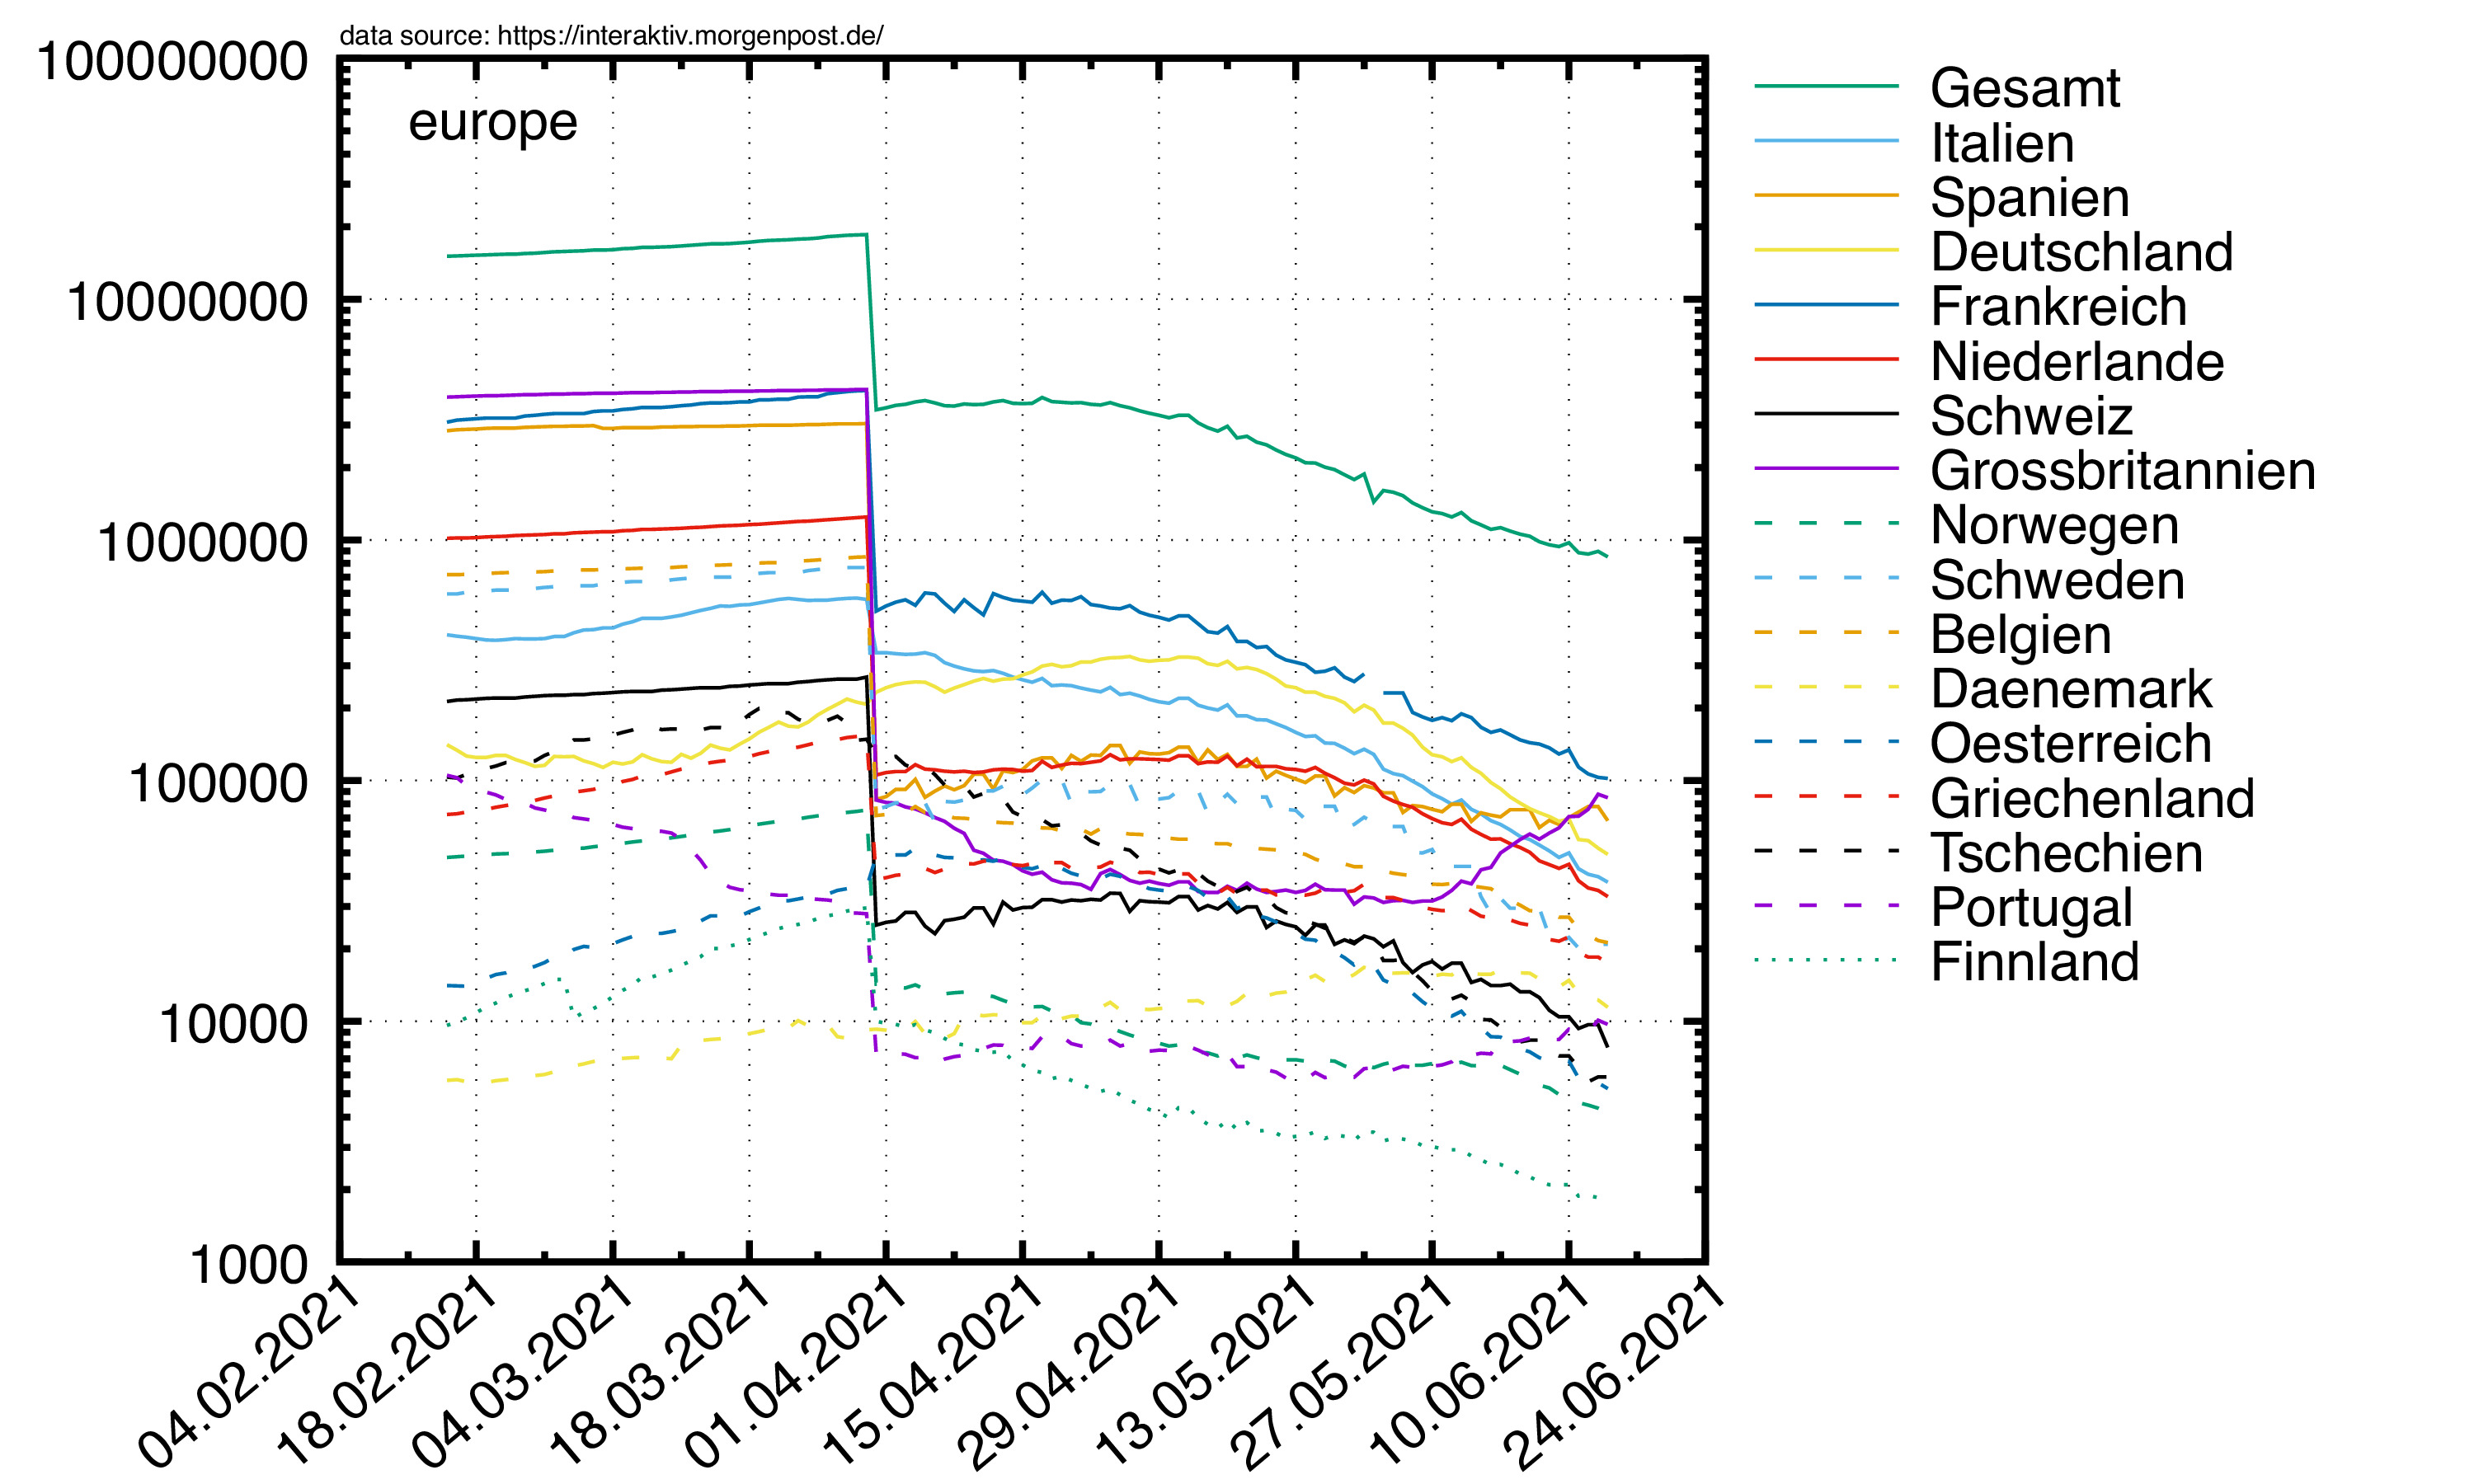 data source: https://interaktiv.morgenpost.de/
europe
100000000
10000000
1000000
100000
10000
1000
04.02.2021
18.02.2021
04.03.2021
18.03.2021
01.04.2021
15.04.2021
29.04.2021
13.05.2021
27.05.2021
10.06.2021
24.06.2021
Gesamt
Italien
Spanien
Deutschland
Frankreich
Niederlande
Schweiz
Grossbritannien
Norwegen
Schweden
Belgien
Daenemark
Oesterreich
Griechenland
Tschechien
Portugal
Finnland